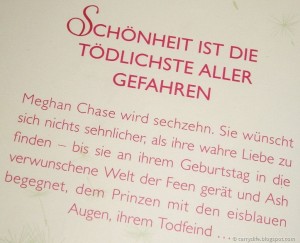 SCHÖNHEIT IST DIE
TÖDLICHSTE ALLER
GEFAHREN
Meghan Chase wird sechzehn. Sie wünscht
sich nichts sehnlicher, als ihre wahre Liebe zu
finden – bis sie an ihrem Geburtstag in die
verwunschene Welt der Feen gerät und Ash
begegnet, dem Prinzen mit den eisblauen
Augen, ihrem Todfeind ...